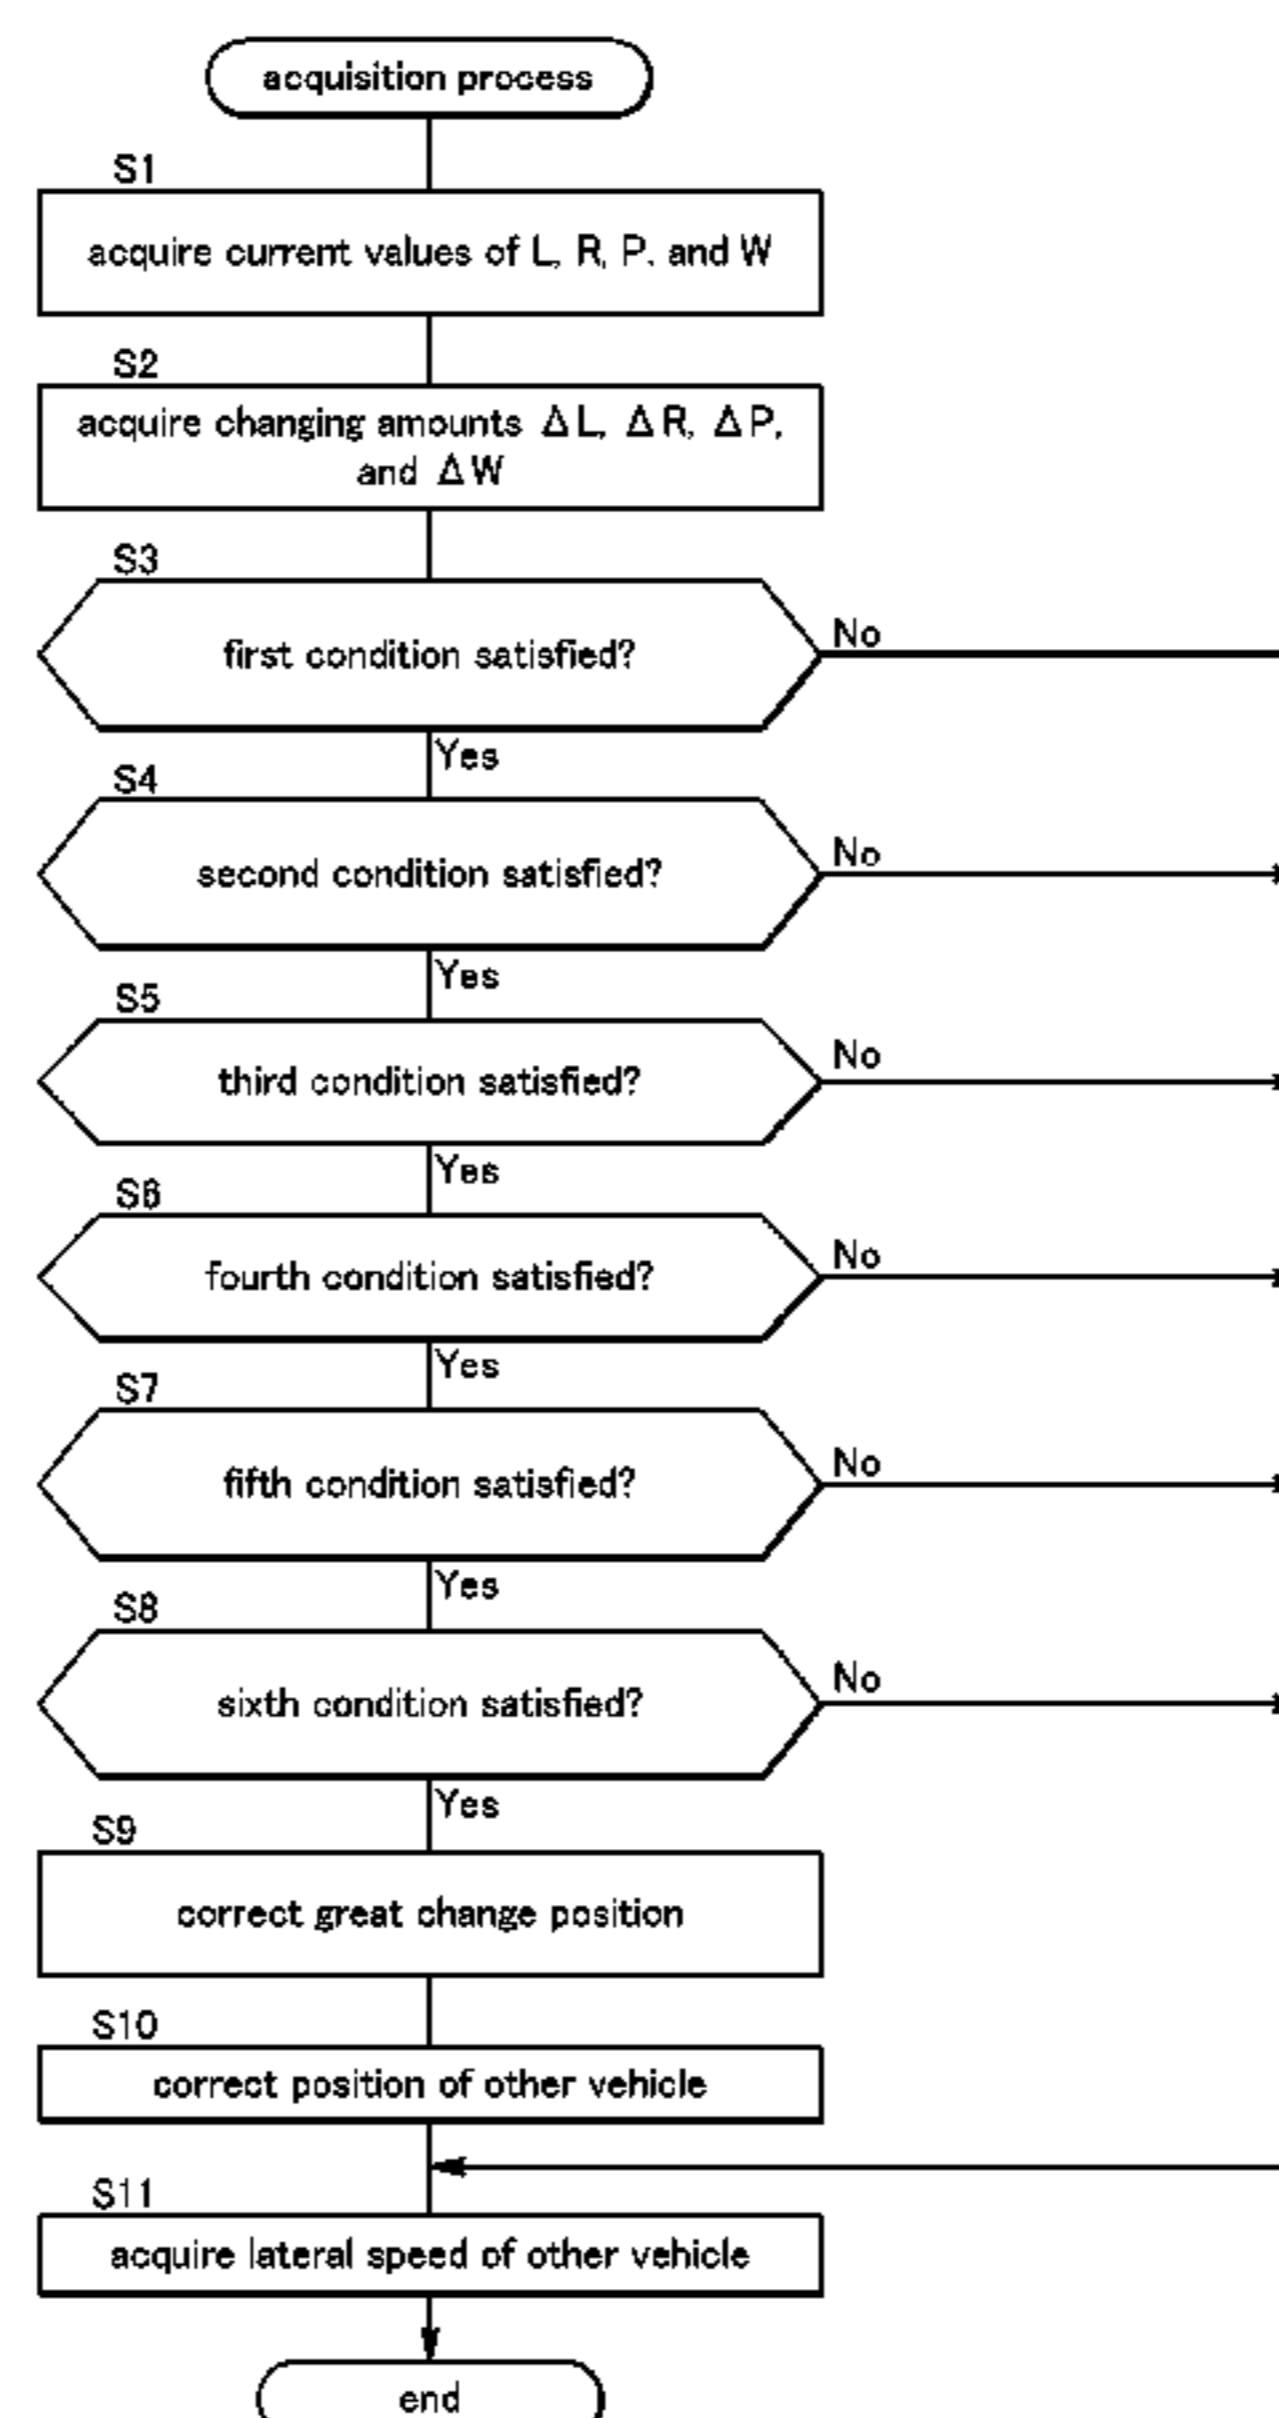 acquisition process
S1
acquire current values of L, R, P, and W
S2
acquire changing amounts ΔL, ΔR, ΔP,
and ΔW
S3
first condition satisfied?
No
Yes
S4
second condition satisfied?
No
Yes
S5
third condition satisfied?
No
Yes
S6
fourth condition satisfied?
No
Yes
S7
fifth condition satisfied?
No
Yes
S8
sixth condition satisfied?
No
Yes
S9
correct great change position
S10
correct position of other vehicle
S11
acquire lateral speed of other vehicle
end